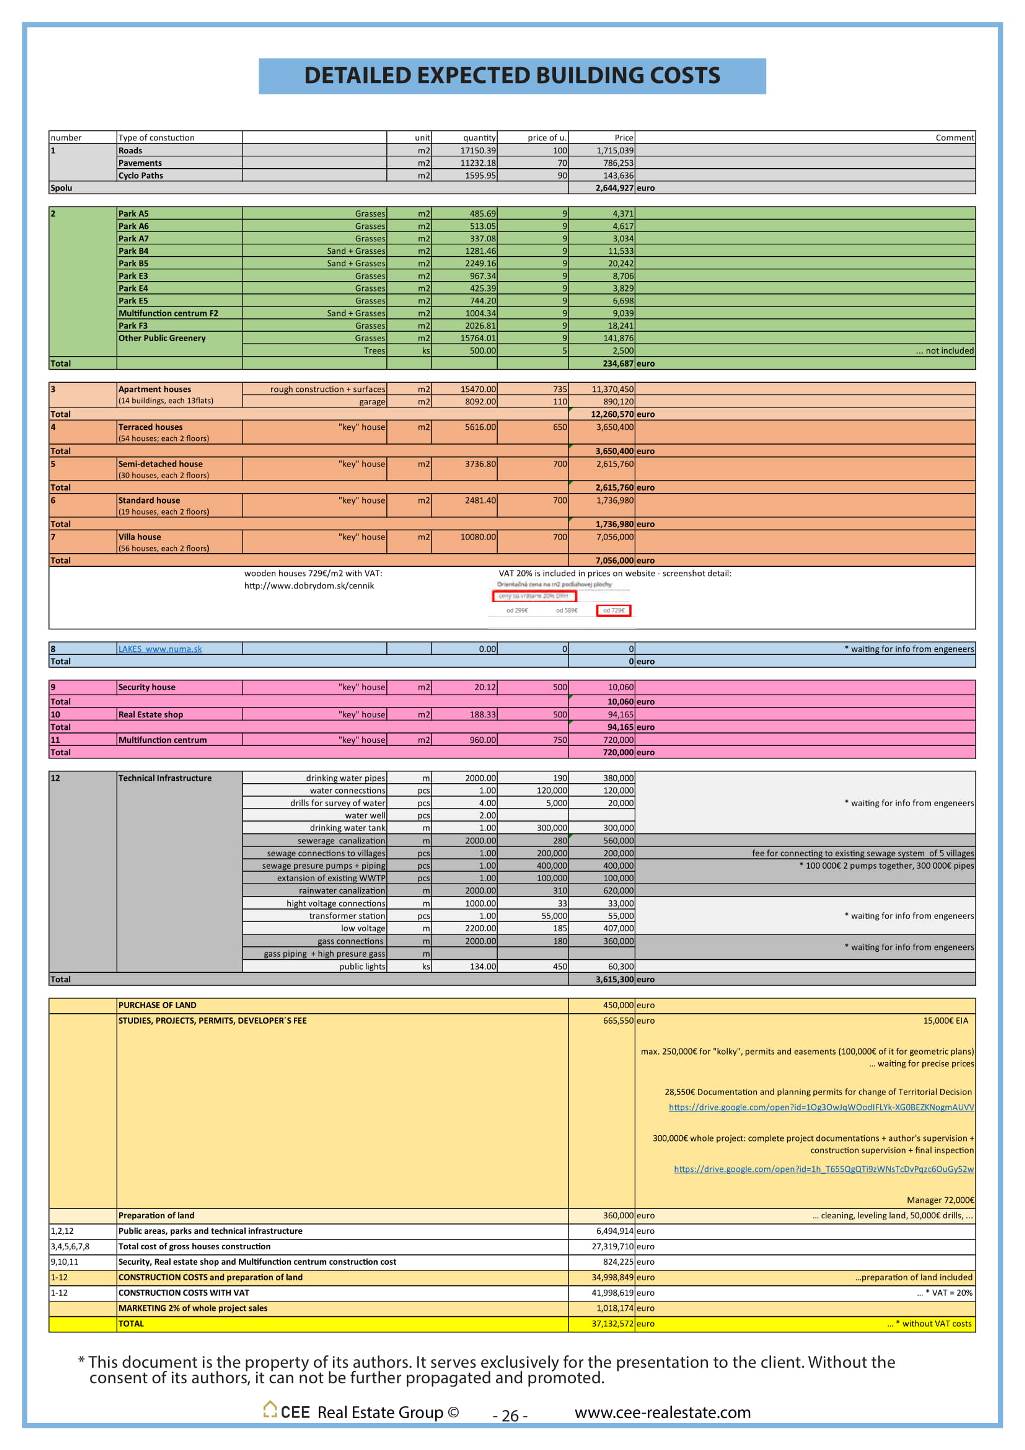 DETAILED EXPECTED BUILDING COSTS
number Type of constuction unit quantity price of u. Price Comment
1 Roads m2 17150.39 100 1,715,039
Pavements m2 11232.18 70 786,253
Cyclo Paths m2 1595.95 90 143,636
Spolu 2,644,927 euro
2 Park A5 Grasses m2 485.69 9 4,371
Park A6 Grasses m2 513.05 9 4,617
Park A7 Grasses m2 337.08 9 3,034
Park B4 Sand + Grasses m2 1281.46 9 11,533
Park B5 Sand + Grasses m2 2249.16 9 20,242
Park E3 Grasses m2 967.34 9 8,706
Park E4 Grasses m2 425.39 9 3,829
Park E5 Grasses m2 744.20 9 6,698
Multifunction centrum F2 Sand + Grasses m2 1004.34 9 9,039
Park F3 Grasses m2 2026.81 9 18,241
Other Public Greenery Grasses m2 15764.01 9 141,876
Trees ks 500.00 5 2,500 ... not included
Total 234,687 euro
3 Apartment houses rough construction + surfaces m2 15470.00 735 11,370,450
(14 buildings, each 13flats) garage m2 8092.00 110 890,120
Total 12,260,570 euro
4 Terraced houses "key" house m2 5616.00 650 3,650,400
(54 houses; each 2 floors)
Total 3,650,400 euro
5 Semi-detached house "key" house m2 3736.80 700 2,615,760
(30 houses, each 2 floors)
Total 2,615,760 euro
6 Standard house "key" house m2 2481.40 700 1,736,980
(19 houses, each 2 floors)
Total 1,736,980 euro
7 Villa house "key" house m2 10080.00 700 7,056,000
(56 houses, each 2 floors)
Total 7,056,000 euro
wooden houses 729€/m2 with VAT: VAT 20% is included in prices on website - screenshot detail:
http://www.dobrydom.sk/cennik Orientačná cena na m2 podlahovej plochy
ceny sú vrátane 20% DPH
od 299€ od 589€ od 729€
8 LAKES www.numa.sk 0.00 0 0 * waiting for info from engeneers
Total 0 euro
9 Security house "key" house m2 20.12 500 10,060
Total 10,060 euro
10 Real Estate shop "key" house m2 188.33 500 94,165
Total 94,165 euro
11 Multifunction centrum "key" house m2 960.00 750 720,000
Total 720,000 euro
12 Technical Infrastructure drinking water pipes m 2000.00 190 380,000
water connecstions pcs 1.00 120,000 120,000
drills for survey of water pcs 4.00 5,000 20,000 * waiting for info from engeneers
water well pcs 2.00
drinking water tank m 1.00 300,000 300,000
sewerage canalization m 2000.00 280 560,000
sewage connections to villages pcs 1.00 200,000 200,000 fee for connecting to existing sewage system of 5 villages
sewage presure pumps + piping pcs 1.00 400,000 400,000 * 100 000€ 2 pumps together, 300 000€ pipes
extansion of existing WWTP pcs 1.00 100,000 100,000
rainwater canalization m 2000.00 310 620,000
hight voltage connections m 1000.00 33 33,000
transformer station pcs 1.00 55,000 55,000 * waiting for info from engeneers
low voltage m 2200.00 185 407,000
gass connections m 2000.00 180 360,000
gass piping + high presure gass m * waiting for info from engeneers
public lights ks 134.00 450 60,300
Total 3,615,300 euro
PURCHASE OF LAND 450,000 euro
STUDIES, PROJECTS, PERMITS, DEVELOPER´S FEE 665,550 euro 15,000€ EIA
max. 250,000€ for "kolky", permits and easements (100,000€ of it for geometric plans)
... waiting for precise prices
28,550€ Documentation and planning permits for change of Territorial Decision
https://drive.google.com/open?id=1Og3OwJqWOodIFLYk-XG0BEZKNogmAUVV
300,000€ whole project: complete project documentations + author's supervision +
construction supervision + final inspection
https://drive.google.com/open?id=1h_T655QgQTi9zWNsTcDvPqzc6OuGy52w
Manager 72,000€
Preparation of land 360,000 euro ... cleaning, leveling land, 50,000€ drills, ...
1,2,12 Public areas, parks and technical infrastructure 6,494,914 euro
3,4,5,6,7,8 Total cost of gross houses construction 27,319,710 euro
9,10,11 Security, Real estate shop and Multifunction centrum construction cost 824,225 euro
1-12 CONSTRUCTION COSTS and preparation of land 34,998,849 euro ...preparation of land included
1-12 CONSTRUCTION COSTS WITH VAT 41,998,619 euro ... * VAT = 20%
MARKETING 2% of whole project sales 1,018,174 euro
TOTAL 37,132,572 euro ... * without VAT costs
* This document is the property of its authors. It serves exclusively for the presentation to the client. Without the
consent of its authors, it can not be further propagated and promoted.
CEE Real Estate Group © - 26 - www.cee-realestate.com